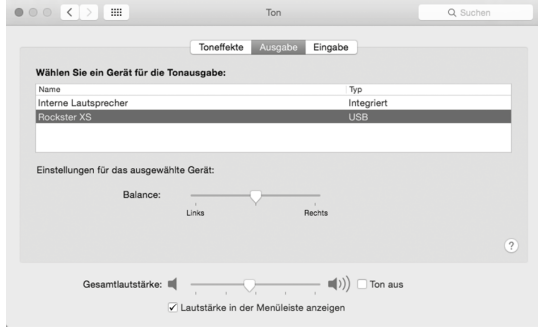 Ton
Suchen
Toneffekte Ausgabe Eingabe
Wählen Sie ein Gerät für die Tonausgabe:
Name Typ
Interne Lautsprecher Integriert
Rockster XS USB
Einstellungen für das ausgewählte Gerät:
Balance:
Links Rechts
?
Gesamtlautstärke: Ton aus
Lautstärke in der Menüleiste anzeigen